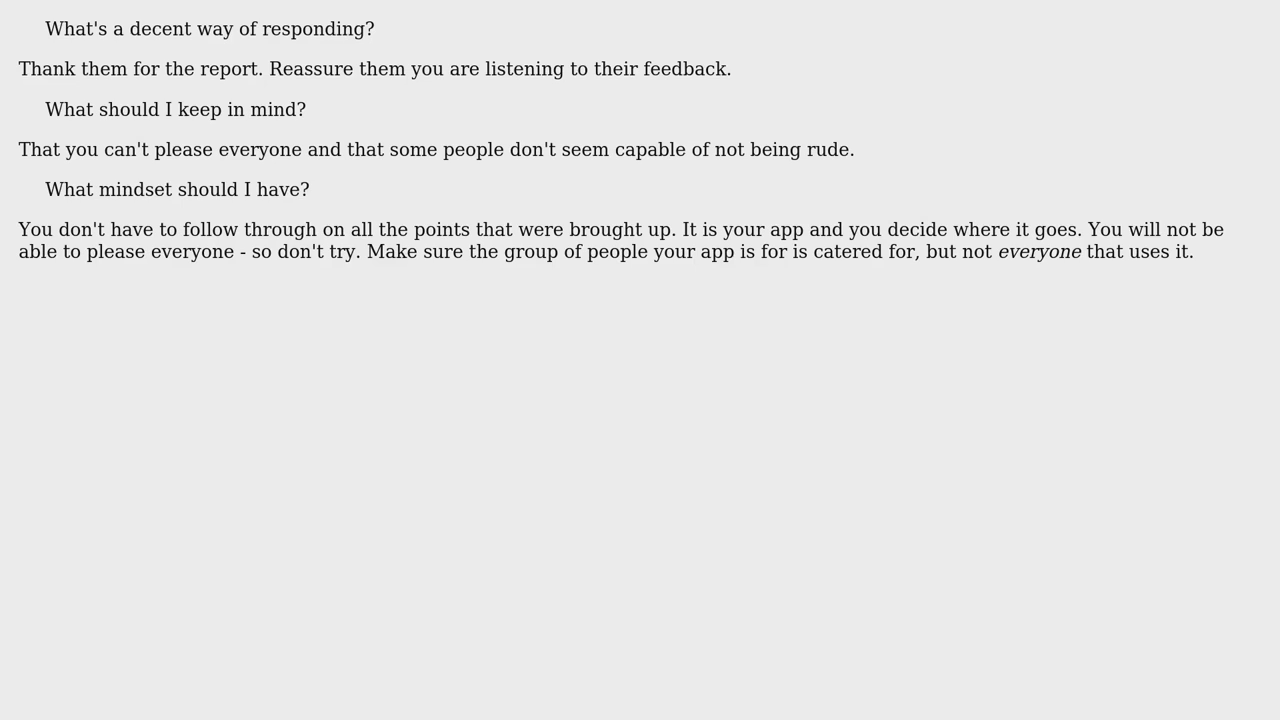 What's a decent way of responding?
Thank them for the report. Reassure them you are listening to their feedback.
What should I keep in mind?
That you can't please everyone and that some people don't seem capable of not being rude.
What mindset should I have?
You don't have to follow through on all the points that were brought up. It is your app and you decide where it goes. You will not be
able to please everyone - so don't try. Make sure the group of people your app is for is catered for, but not everyone that uses it.